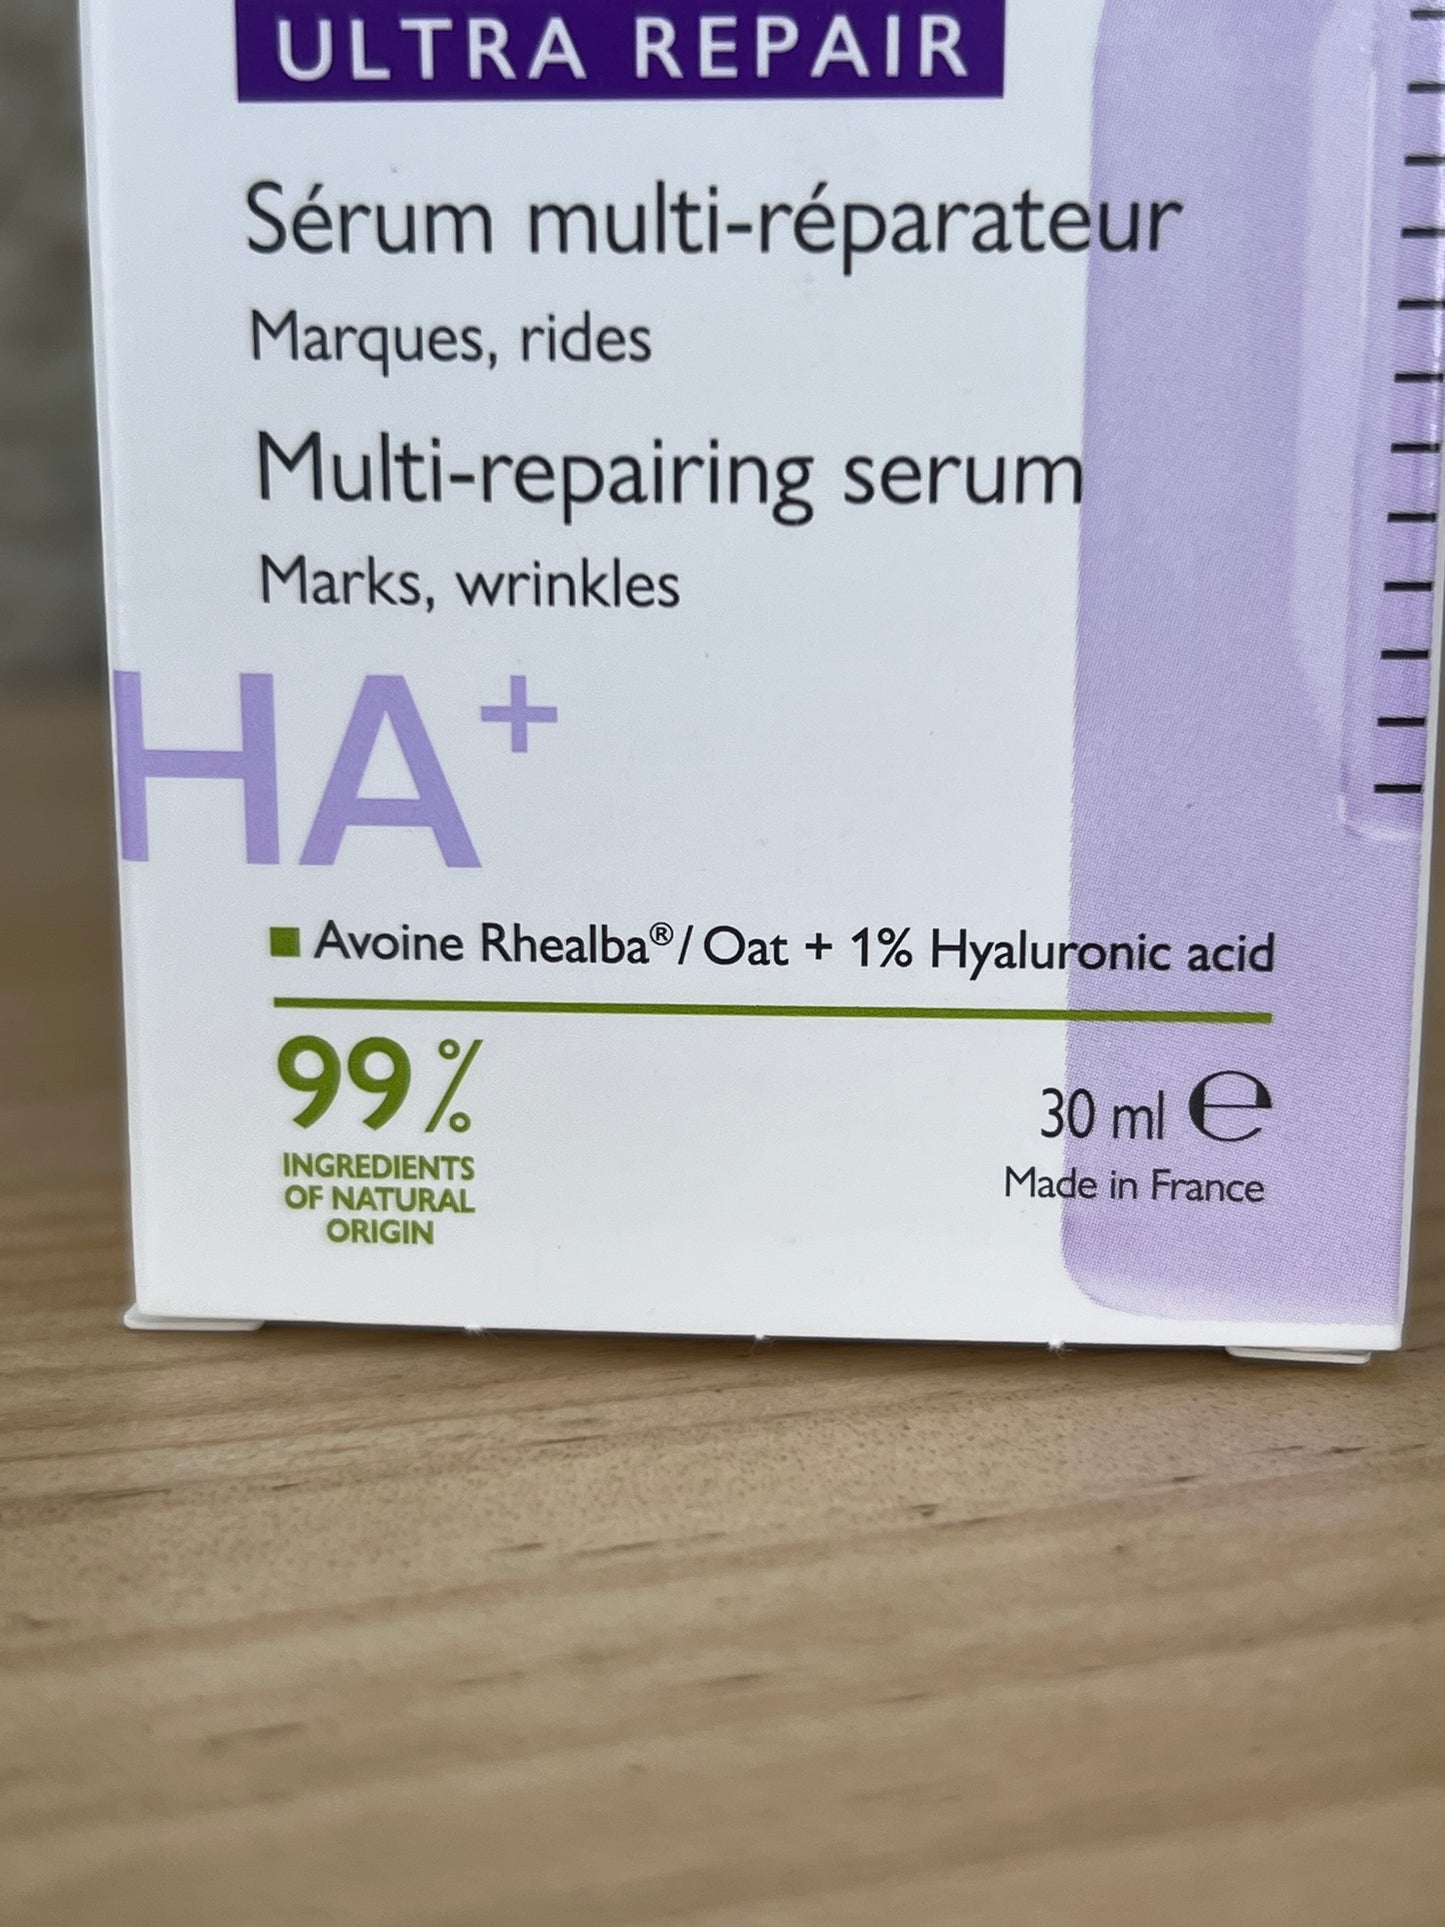 ULTRA REPAIR
Sérum multi-réparateur
Marques, rides
Multi-repairing serum
Marks, wrinkles
HA+
Avoine Rhealba®/Oat + 1% Hyaluronic acid
99%
INGREDIENTS
OF NATURAL
ORIGIN
30 ml ℮
Made in France